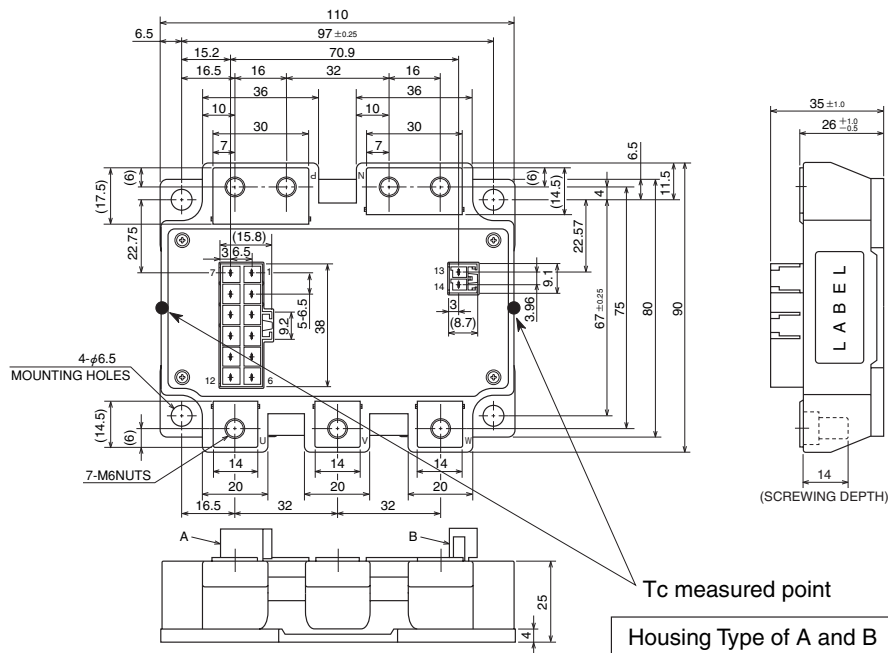 110
6.5 97 ±0.25
15.2 70.9
16.5 16 32 16
36 36
10 10
30 30
7 7
35 ±1.0
26 +1.0 -0.5
(17.5)
(6)
P
N
(6)
(14.5)
4
6.5
11.5
22.75
22.57
(15.8)
3 6.5
7 1
12 6
5-6.5
9.2
38
13
14
3
(8.7)
3.96
9.1
67 ±0.25
75
80
90
LABEL
4-ϕ6.5
MOUNTING HOLES
(14.5)
(6)
U
V
W
7-M6NUTS
14 14 14
20 20 20
16.5 32 32
14
(SCREWING DEPTH)
A
B
25
4
Tc measured point
Housing Type of A and B